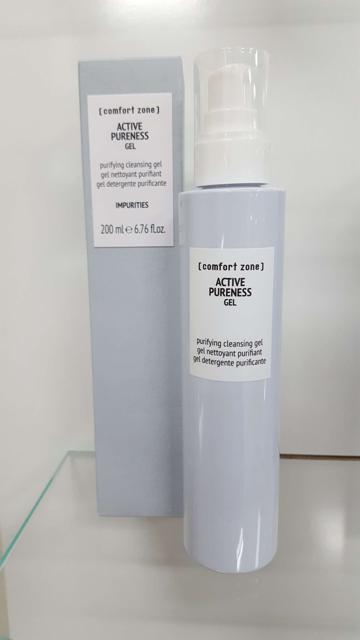 [comfort zone]
ACTIVE
PURENESS
GEL
purifying cleansing gel
gel nettoyant purifiant
gel detergente purificante
IMPURITIES
200 ml ℮ 6.76 fl.oz.
[comfort zone]
ACTIVE
PURENESS
GEL
purifying cleansing gel
gel nettoyant purifiant
gel detergente purificante